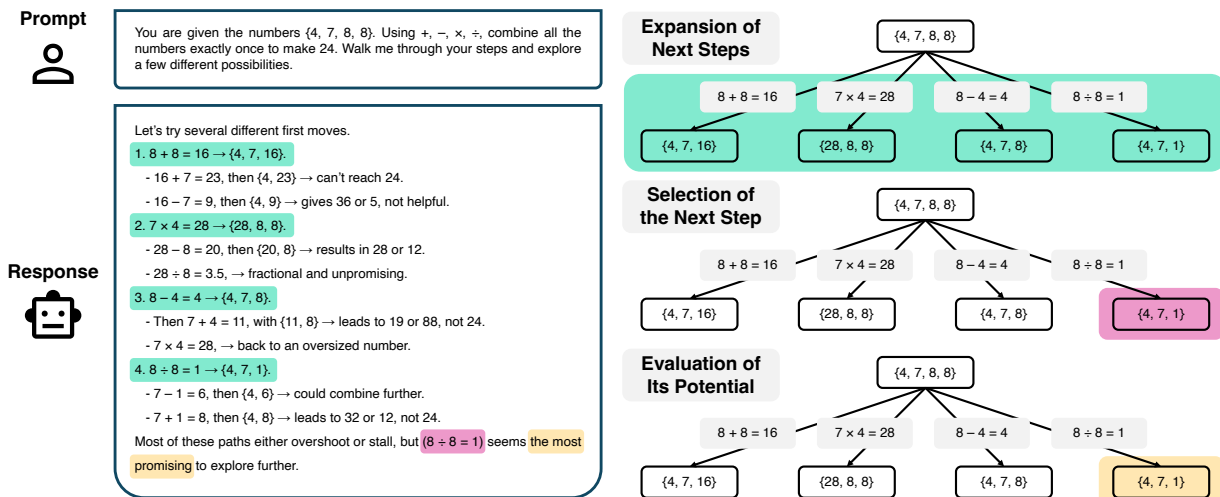 Prompt
You are given the numbers {4, 7, 8, 8}. Using +, –, ×, ÷, combine all the
numbers exactly once to make 24. Walk me through your steps and explore
a few different possibilities.
Response
Let's try several different first moves.
1. 8 + 8 = 16 → {4, 7, 16}.
- 16 + 7 = 23, then {4, 23} → can't reach 24.
- 16 – 7 = 9, then {4, 9} → gives 36 or 5, not helpful.
2. 7 × 4 = 28 → {28, 8, 8}.
- 28 – 8 = 20, then {20, 8} → results in 28 or 12.
- 28 ÷ 8 = 3.5, → fractional and unpromising.
3. 8 – 4 = 4 → {4, 7, 8}.
- Then 7 + 4 = 11, with {11, 8} → leads to 19 or 88, not 24.
- 7 × 4 = 28, → back to an oversized number.
4. 8 ÷ 8 = 1 → {4, 7, 1}.
- 7 – 1 = 6, then {4, 6} → could combine further.
- 7 + 1 = 8, then {4, 8} → leads to 32 or 12, not 24.
Most of these paths either overshoot or stall, but (8 ÷ 8 = 1) seems the most
promising to explore further.
Expansion of
Next Steps
{4, 7, 8, 8}
8 + 8 = 16 7 × 4 = 28 8 – 4 = 4 8 ÷ 8 = 1
{4, 7, 16} {28, 8, 8} {4, 7, 8} {4, 7, 1}
Selection of
the Next Step
{4, 7, 8, 8}
8 + 8 = 16 7 × 4 = 28 8 – 4 = 4 8 ÷ 8 = 1
{4, 7, 16} {28, 8, 8} {4, 7, 8} {4, 7, 1}
Evaluation of
Its Potential
{4, 7, 8, 8}
8 + 8 = 16 7 × 4 = 28 8 – 4 = 4 8 ÷ 8 = 1
{4, 7, 16} {28, 8, 8} {4, 7, 8} {4, 7, 1}